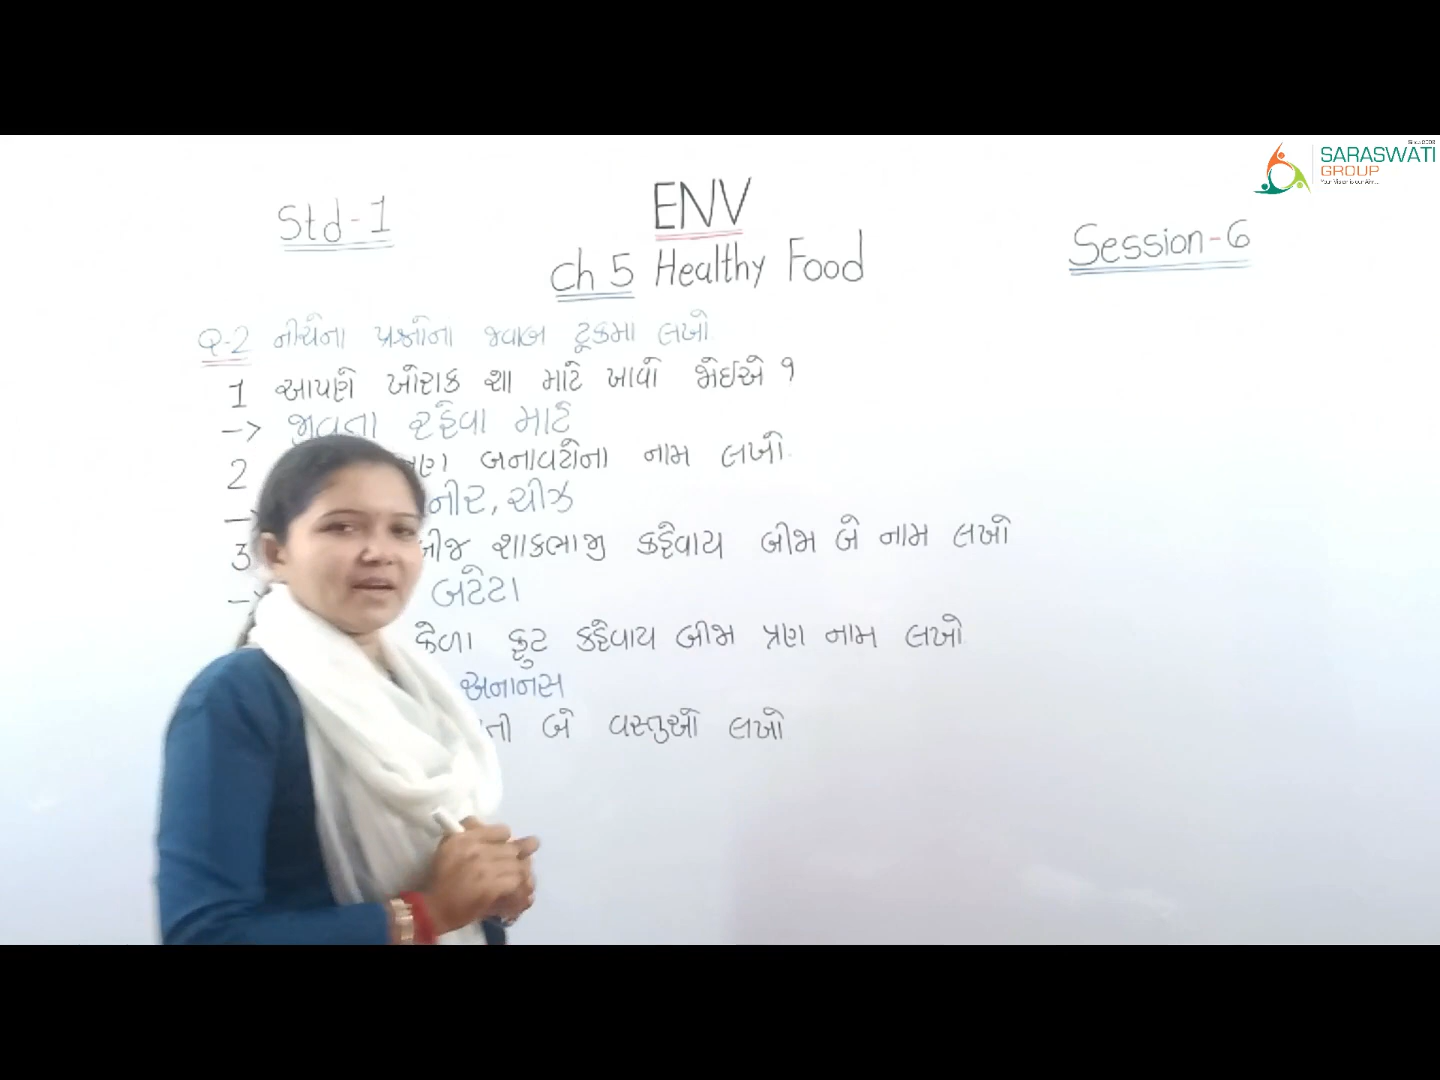 SARASWATI
GROUP
Std-1
ENV
Session-6
Ch 5 Healthy Food
Q-2 નીચેના પ્રશ્નોના જવાબ ટૂકમા લખો
1 આપણે ખોરાક શા માટે ખાવો જોઈએ ?
-> જીવતા રહેવા માટે
2 બનાવટોના નામ લખો.
નીર, ચીઝ
3 શાકભાજી કહેવાય બીજા બે નામ લખો
-> બટેટા
કેળા ફ્રુટ કહેવાય બીજા ત્રણ નામ લખો
અનાનસ
બે વસ્તુઓ લખો